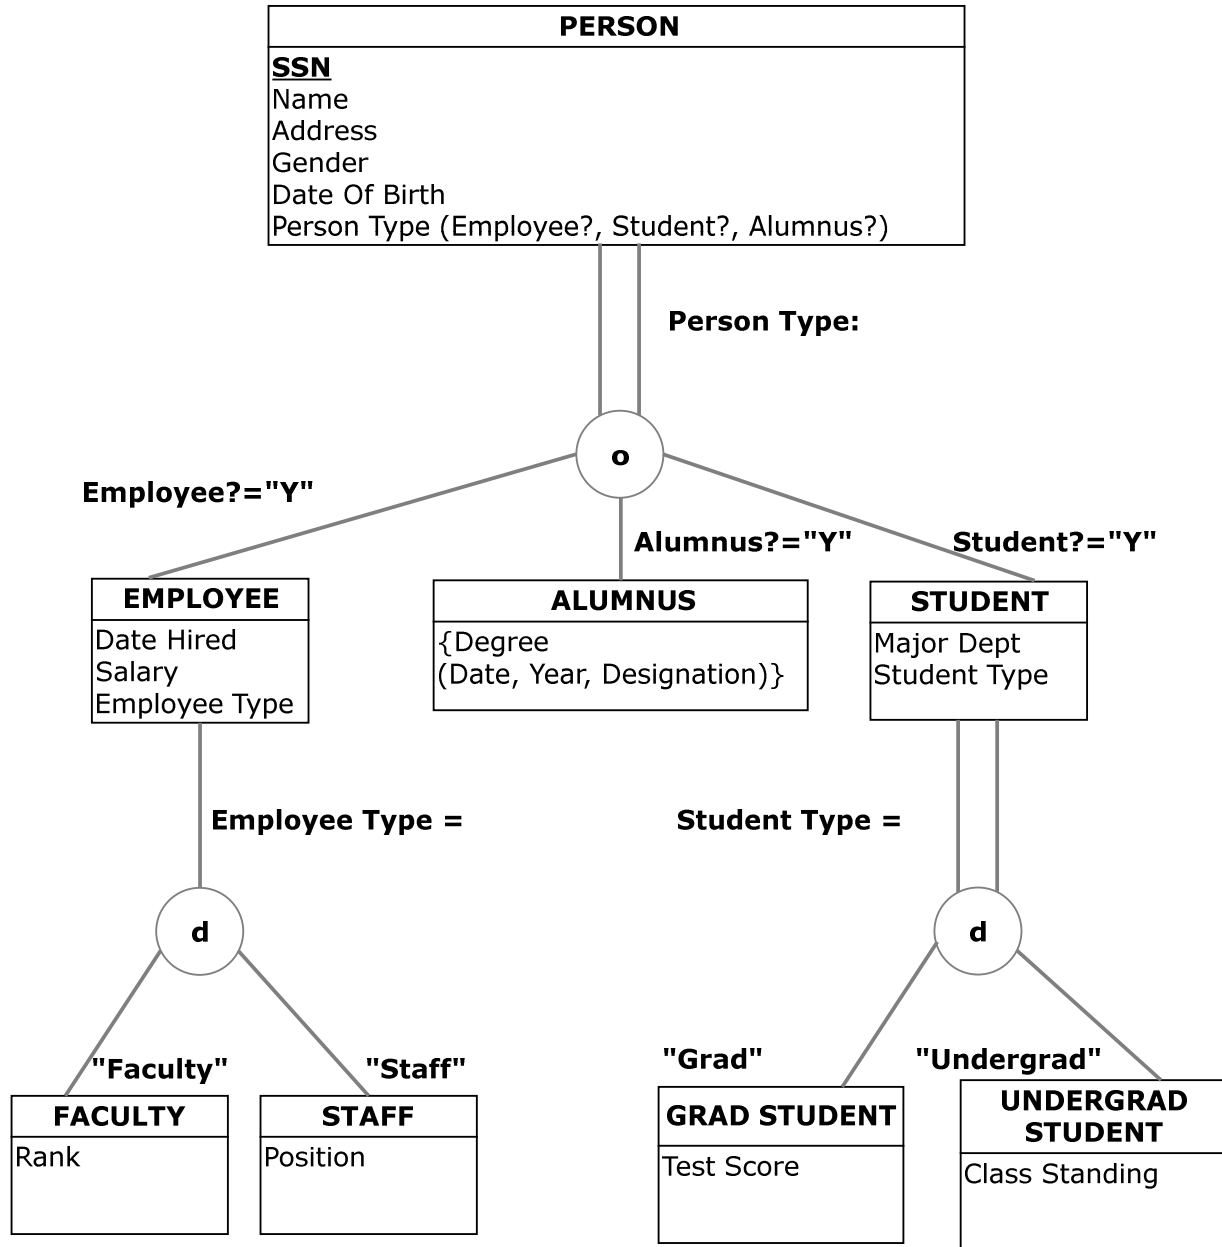 PERSON
SSN
Name
Address
Gender
Date Of Birth
Person Type (Employee?, Student?, Alumnus?)
Person Type:
o
Employee?="Y"
Alumnus?="Y"
Student?="Y"
EMPLOYEE
Date Hired
Salary
Employee Type
ALUMNUS
{Degree
(Date, Year, Designation)}
STUDENT
Major Dept
Student Type
Employee Type =
Student Type =
d
d
"Faculty"
"Staff"
"Grad"
"Undergrad"
FACULTY
Rank
STAFF
Position
GRAD STUDENT
Test Score
UNDERGRAD
STUDENT
Class Standing